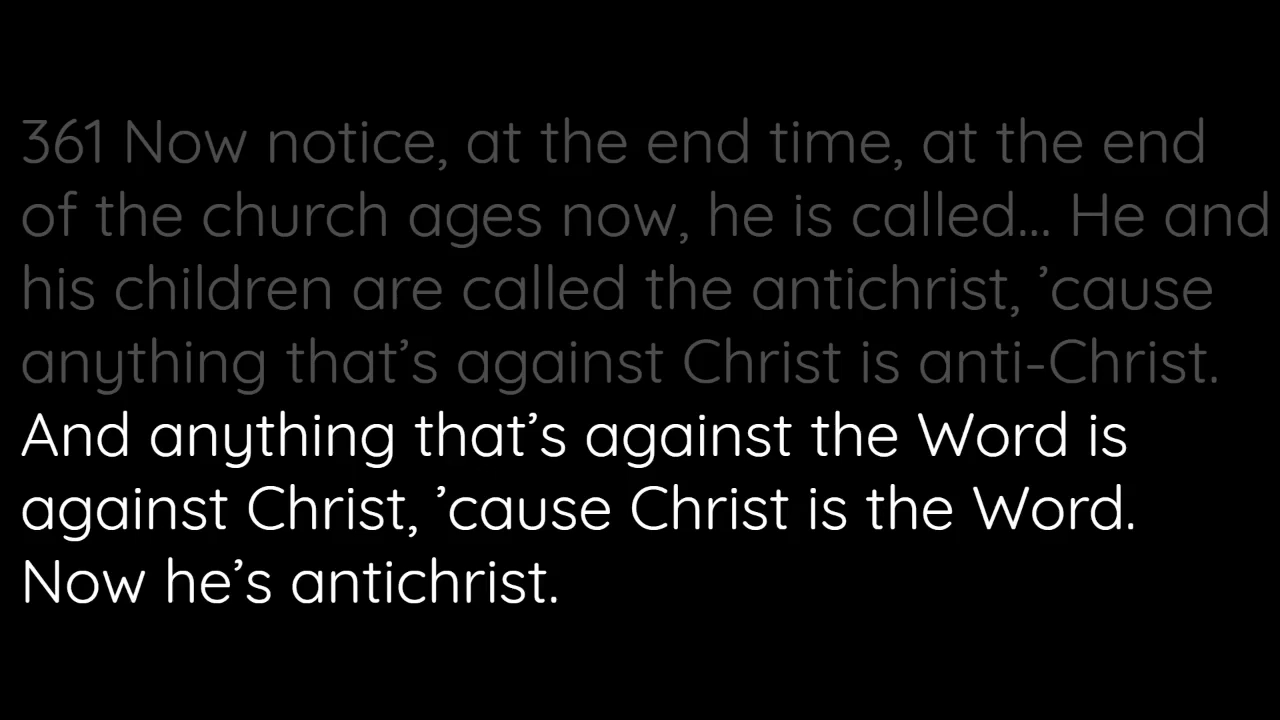 361 Now notice, at the end time, at the end
of the church ages now, he is called... He and
his children are called the antichrist, ’cause
anything that’s against Christ is anti-Christ.
And anything that’s against the Word is
against Christ, ’cause Christ is the Word.
Now he’s antichrist.